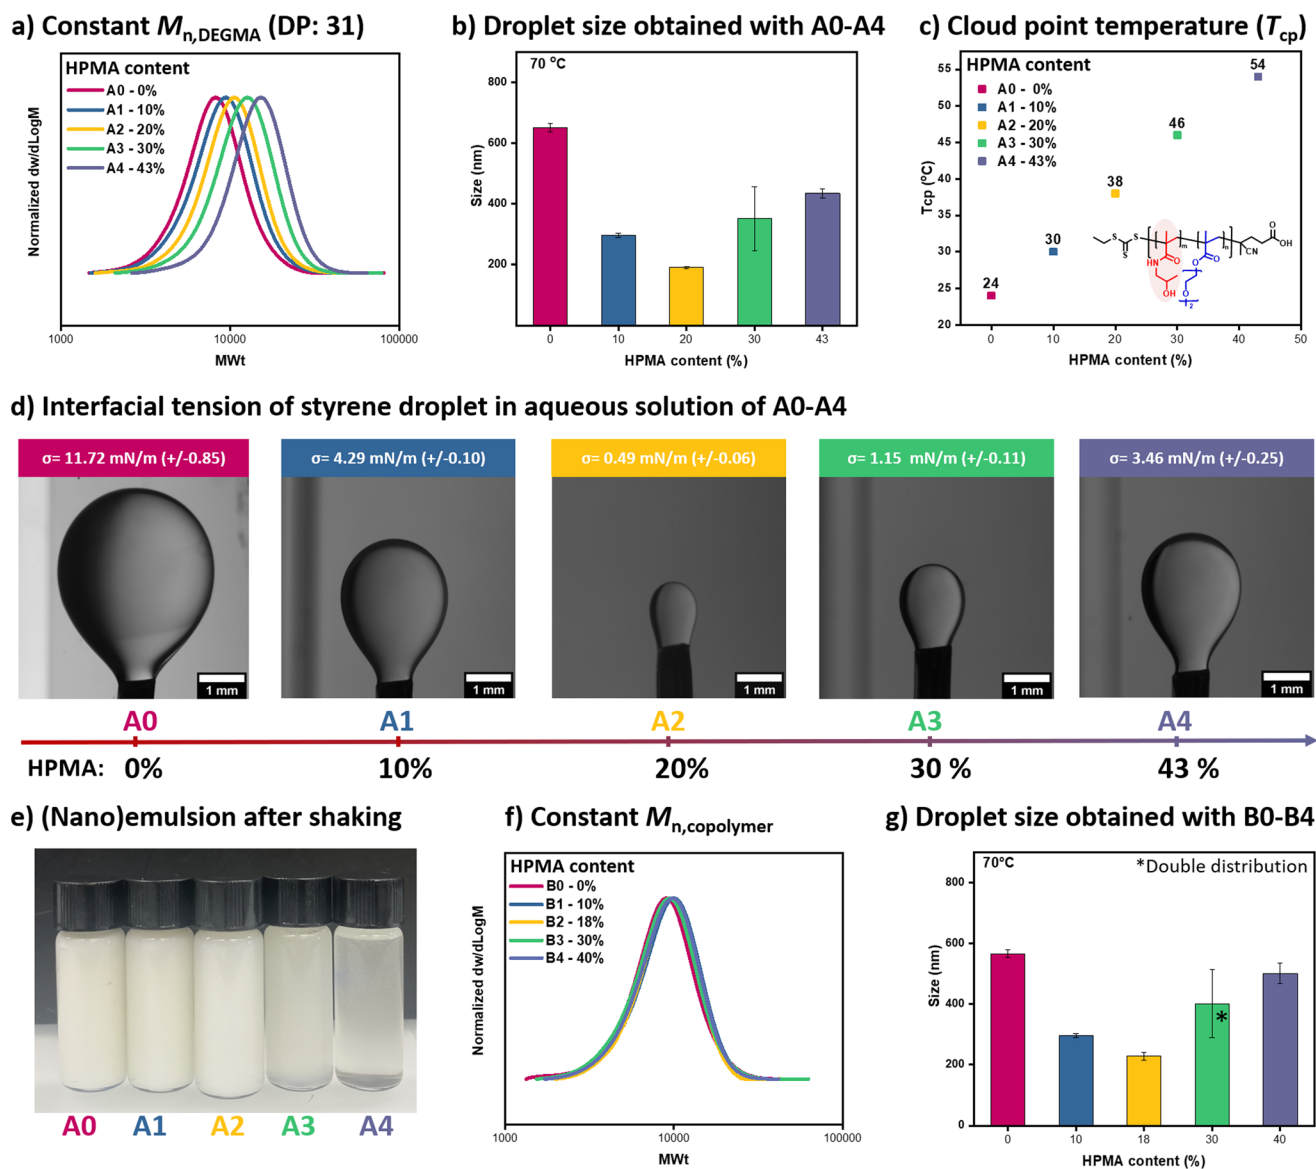 a) Constant Mn,DEGMA (DP: 31)
HPMA content
A0 - 0%
A1 - 10%
A2 - 20%
A3 - 30%
A4 - 43%
Normalized dw/dLogM
1000
10000
100000
MWt
b) Droplet size obtained with A0-A4
70 °C
800
600
400
200
Size (nm)
0
10
20
30
43
HPMA content (%)
c) Cloud point temperature (Tcp)
HPMA content
A0 - 0%
A1 - 10%
A2 - 20%
A3 - 30%
A4 - 43%
55
50
45
40
35
30
25
20
Tcp (°C)
24
30
38
46
54
S
S
S
m
n
HN
O
OH
O
O
O
2
CN
O
OH
0
10
20
30
40
50
HPMA content (%)
d) Interfacial tension of styrene droplet in aqueous solution of A0-A4
σ= 11.72 mN/m (+/-0.85)
σ= 4.29 mN/m (+/-0.10)
σ= 0.49 mN/m (+/-0.06)
σ= 1.15 mN/m (+/-0.11)
σ= 3.46 mN/m (+/-0.25)
1 mm
1 mm
1 mm
1 mm
1 mm
A0
A1
A2
A3
A4
HPMA: 0% 10% 20% 30 % 43 %
e) (Nano)emulsion after shaking
A0
A1
A2
A3
A4
f) Constant Mn,copolymer
HPMA content
B0 - 0%
B1 - 10%
B2 - 18%
B3 - 30%
B4 - 40%
Normalized dw/dLogM
1000
10000
100000
MWt
g) Droplet size obtained with B0-B4
70°C
*Double distribution
800
600
400
200
0
Size (nm)
*
0
10
18
30
40
HPMA content (%)